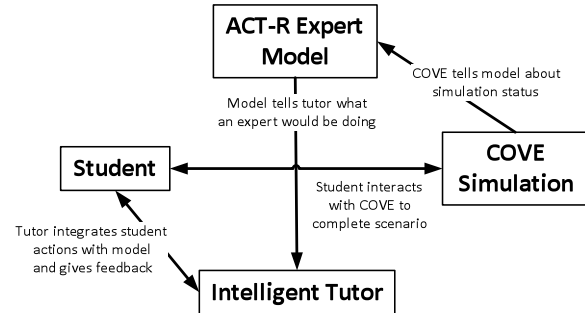 ACT-R Expert
Model
COVE tells model about
simulation status
Model tells tutor what
an expert would be doing
Student
COVE
Simulation
Student interacts
with COVE to
complete scenario
Tutor integrates student
actions with model
and gives feedback
Intelligent Tutor